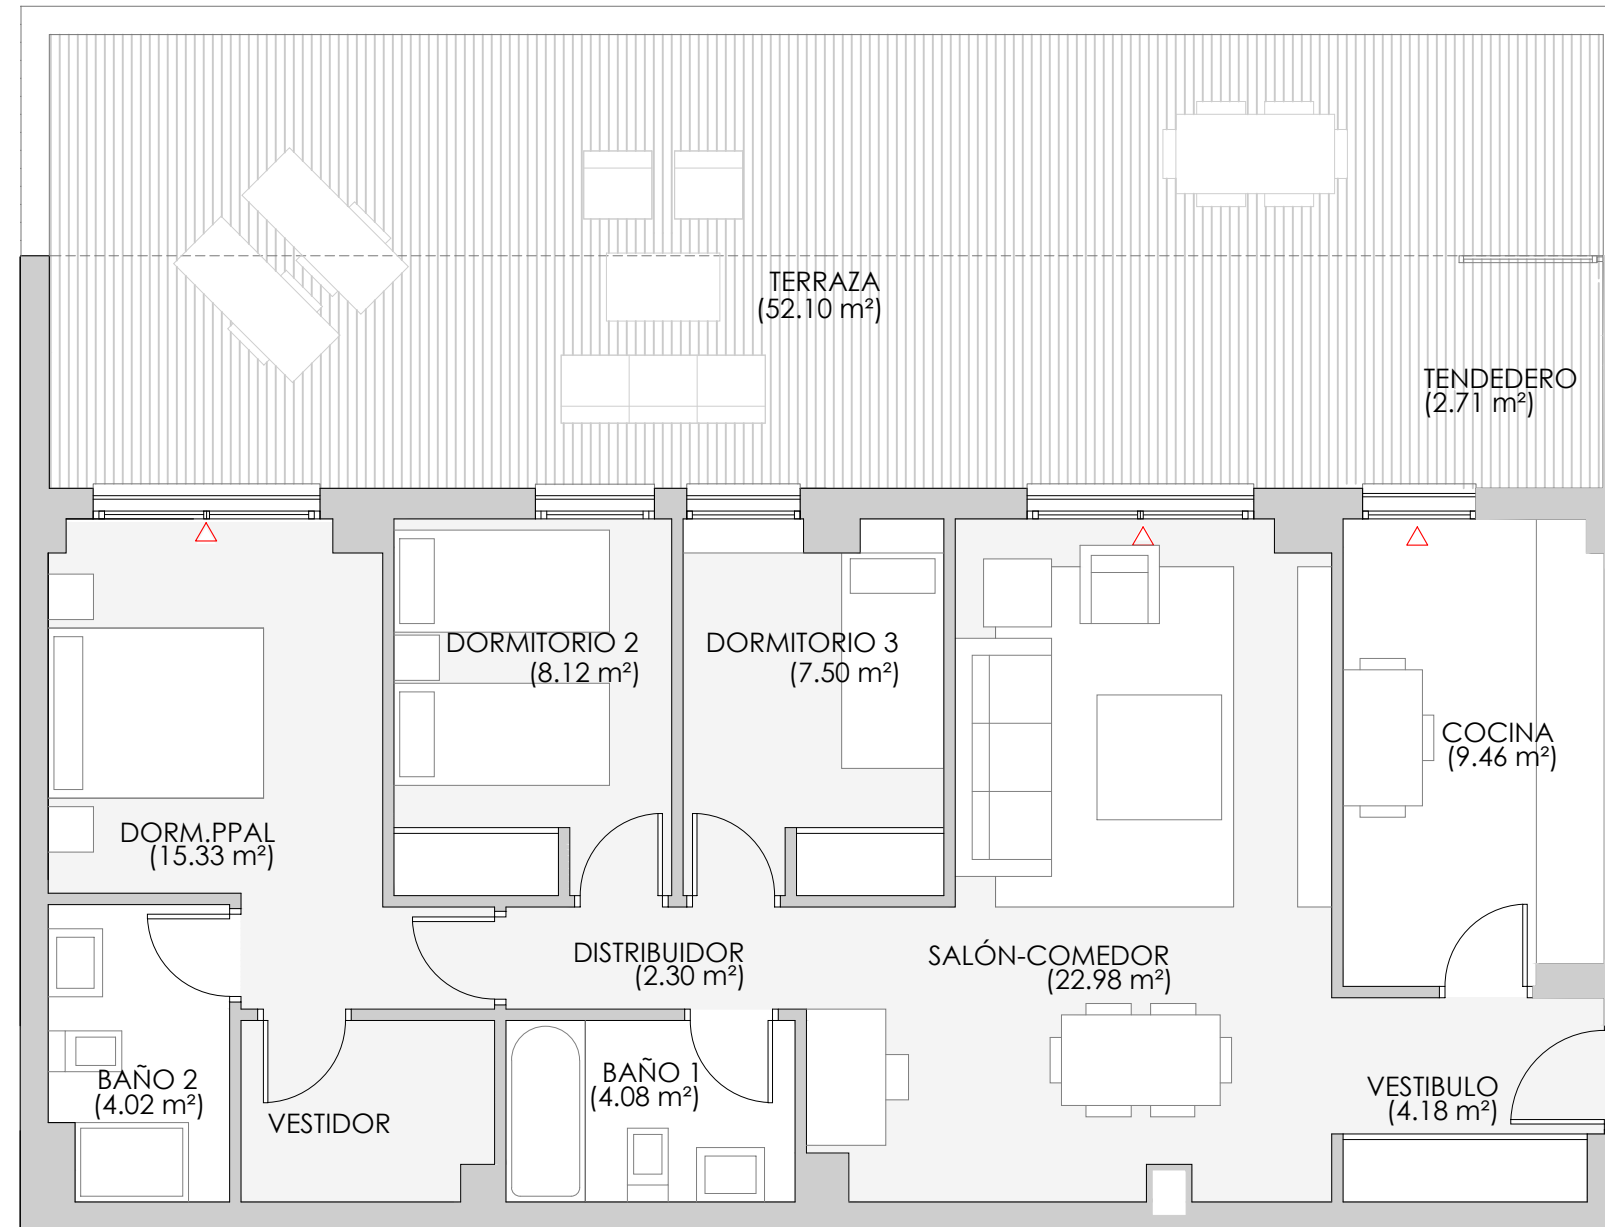 TERRAZA
(52.10 m²)
TENDEDERO
(2.71 m²)
DORMITORIO 2
(8.12 m²)
DORMITORIO 3
(7.50 m²)
COCINA
(9.46 m²)
DORM.PPAL
(15.33 m²)
DISTRIBUIDOR
(2.30 m²)
SALÓN-COMEDOR
(22.98 m²)
BAÑO 2
(4.02 m²)
VESTIDOR
BAÑO 1
(4.08 m²)
VESTIBULO
(4.18 m²)